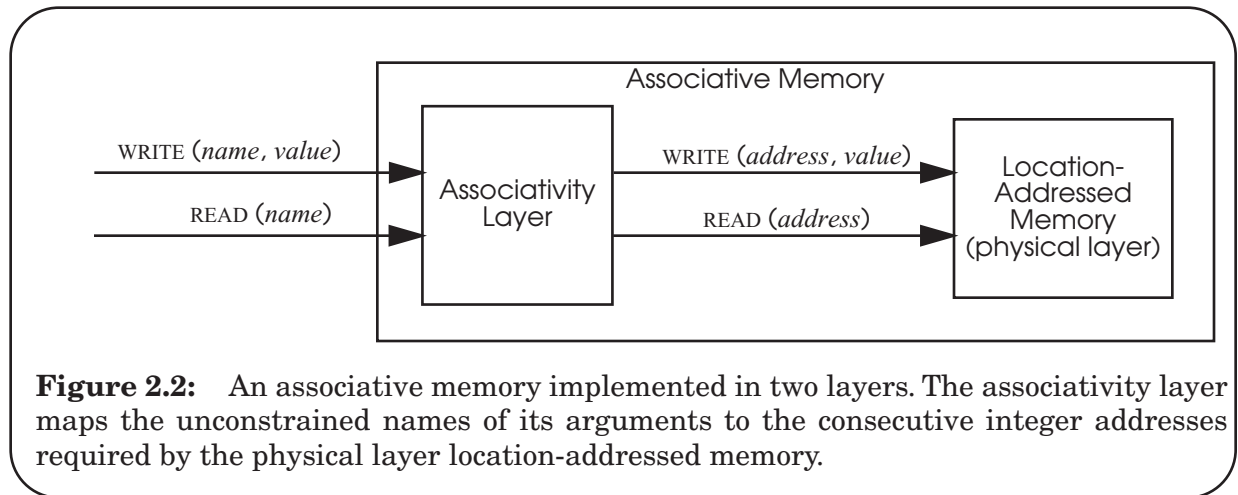 Associative Memory
WRITE (name, value)
READ (name)
Associativity
Layer
WRITE (address, value)
READ (address)
Location-
Addressed
Memory
(physical layer)
Figure 2.2: An associative memory implemented in two layers. The associativity layer
maps the unconstrained names of its arguments to the consecutive integer addresses
required by the physical layer location-addressed memory.